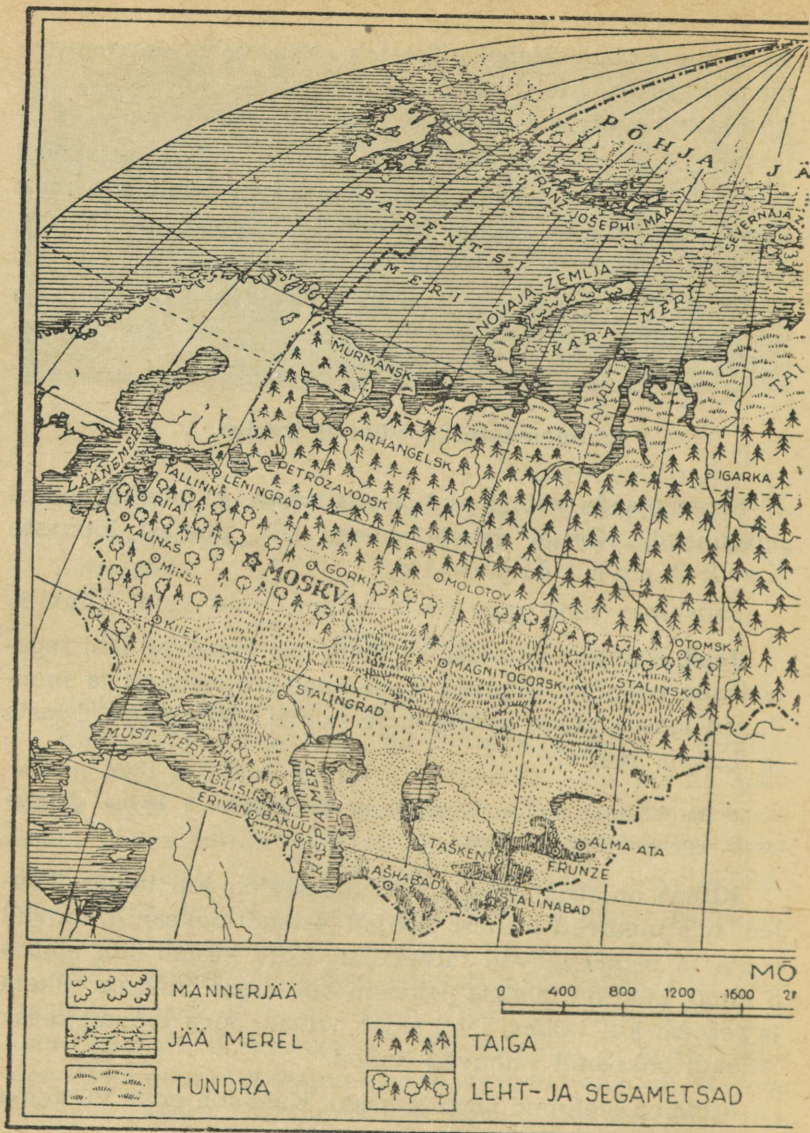 PÕHJA
JÄ
BARENTSI
MERI
FRANZ JOSEPHI MAA
SEVERNAJA
NOVAJA ZEMLJA
KARA MERI
MURMANSK
JAMAL
TAI
LÄÄNEMERI
ARHANGELSK
IGARKA
TALLINN
LENINGRAD
PETROZAVODSK
RIIA
KAUNAS
MINSK
MOSKVA
GORKI
MOLOTOV
KIIEV
TOMSK
MAGNITOGORSK
STALINSK
STALINGRAD
MUST. MERI
TBILISI
ERIVAN
BAKUU
KASPIA MERI
TAŠKENT
ALMA-ATA
FRUNZE
AŠHABAD
TALINABAD
MANNERJÄÄ
JÄÄ MEREL
TUNDRA
MÕ
0 400 800 1200 1600
TAIGA
LEHT- JA SEGAMETSAD